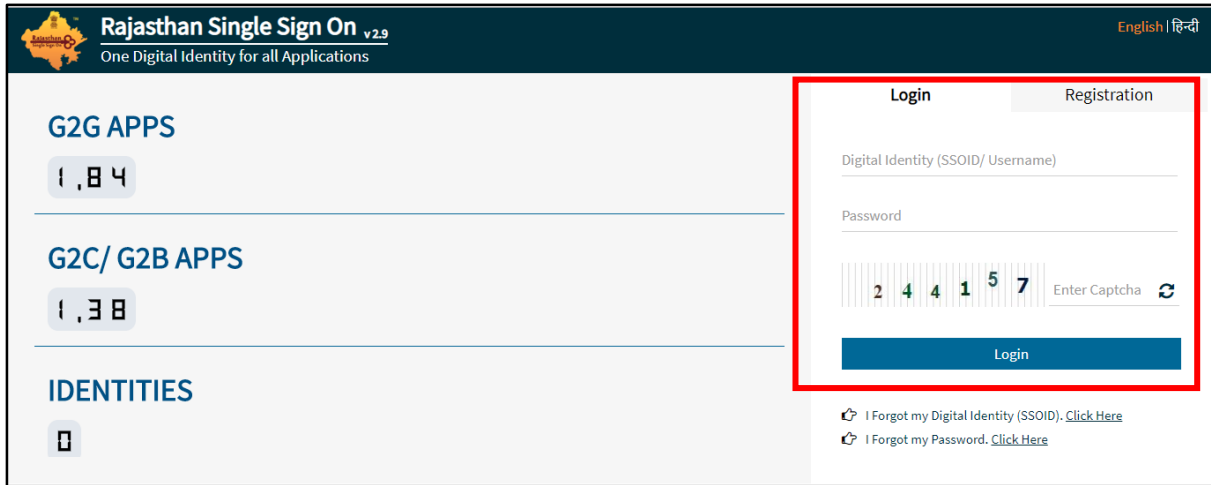 Rajasthan Single Sign On v 2.9
One Digital Identity for all Applications
English | हिन्दी
G2G APPS
1,84
G2C/ G2B APPS
1,38
IDENTITIES
0
Login
Registration
Digital Identity (SSOID/ Username)
Password
2 4 4 1 5 7
Enter Captcha
Login
I Forgot my Digital Identity (SSOID). Click Here
I Forgot my Password. Click Here